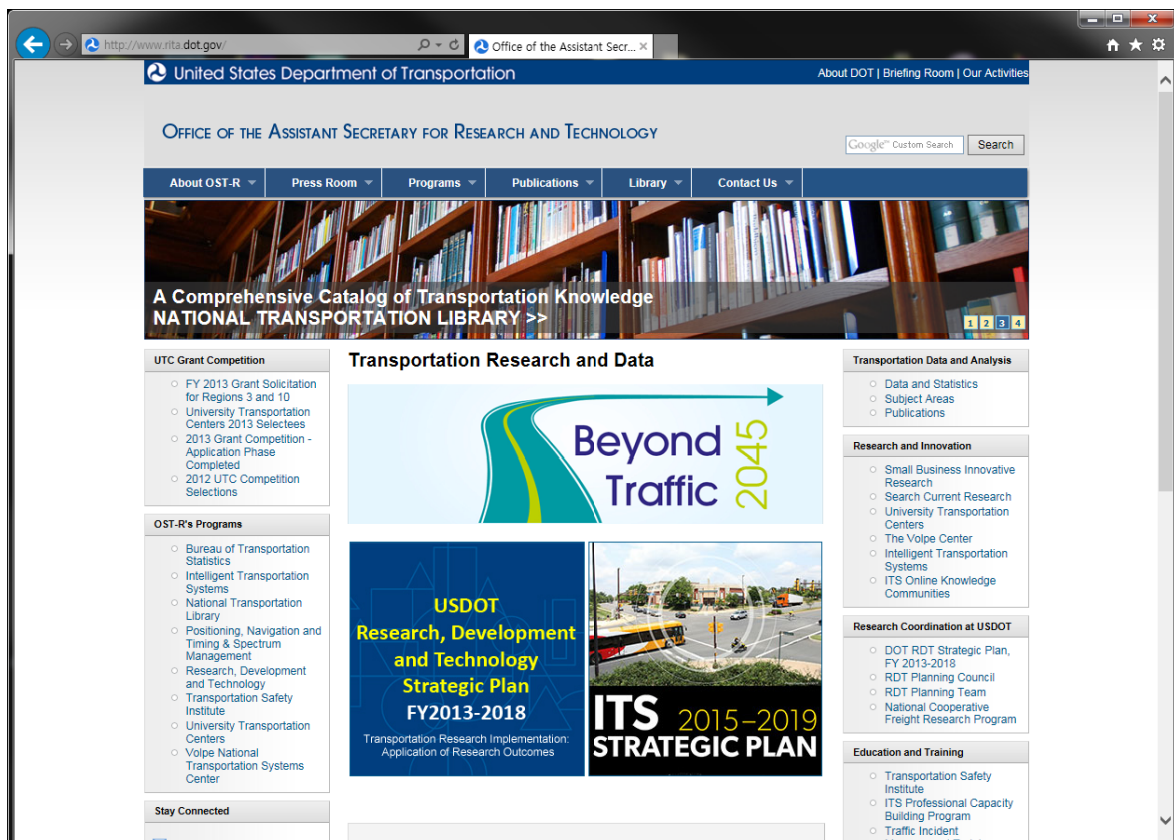 http://www.rita.dot.gov/
Office of the Assistant Secr...
United States Department of Transportation
About DOT | Briefing Room | Our Activities
OFFICE OF THE ASSISTANT SECRETARY FOR RESEARCH AND TECHNOLOGY
Google™ Custom Search
Search
About OST-R
Press Room
Programs
Publications
Library
Contact Us
A Comprehensive Catalog of Transportation Knowledge
NATIONAL TRANSPORTATION LIBRARY >>
1 2 3 4
UTC Grant Competition
FY 2013 Grant Solicitation
for Regions 3 and 10
University Transportation
Centers 2013 Selectees
2013 Grant Competition -
Application Phase
Completed
2012 UTC Competition
Selections
OST-R's Programs
Bureau of Transportation
Statistics
Intelligent Transportation
Systems
National Transportation
Library
Positioning, Navigation and
Timing & Spectrum
Management
Research, Development
and Technology
Transportation Safety
Institute
University Transportation
Centers
Volpe National
Transportation Systems
Center
Stay Connected
Transportation Research and Data
Beyond
Traffic
2045
USDOT
Research, Development
and Technology
Strategic Plan
FY2013-2018
Transportation Research Implementation:
Application of Research Outcomes
ITS 2015–2019
STRATEGIC PLAN
Transportation Data and Analysis
Data and Statistics
Subject Areas
Publications
Research and Innovation
Small Business Innovative
Research
Search Current Research
University Transportation
Centers
The Volpe Center
Intelligent Transportation
Systems
ITS Online Knowledge
Communities
Research Coordination at USDOT
DOT RDT Strategic Plan,
FY 2013-2018
RDT Planning Council
RDT Planning Team
National Cooperative
Freight Research Program
Education and Training
Transportation Safety
Institute
ITS Professional Capacity
Building Program
Traffic Incident